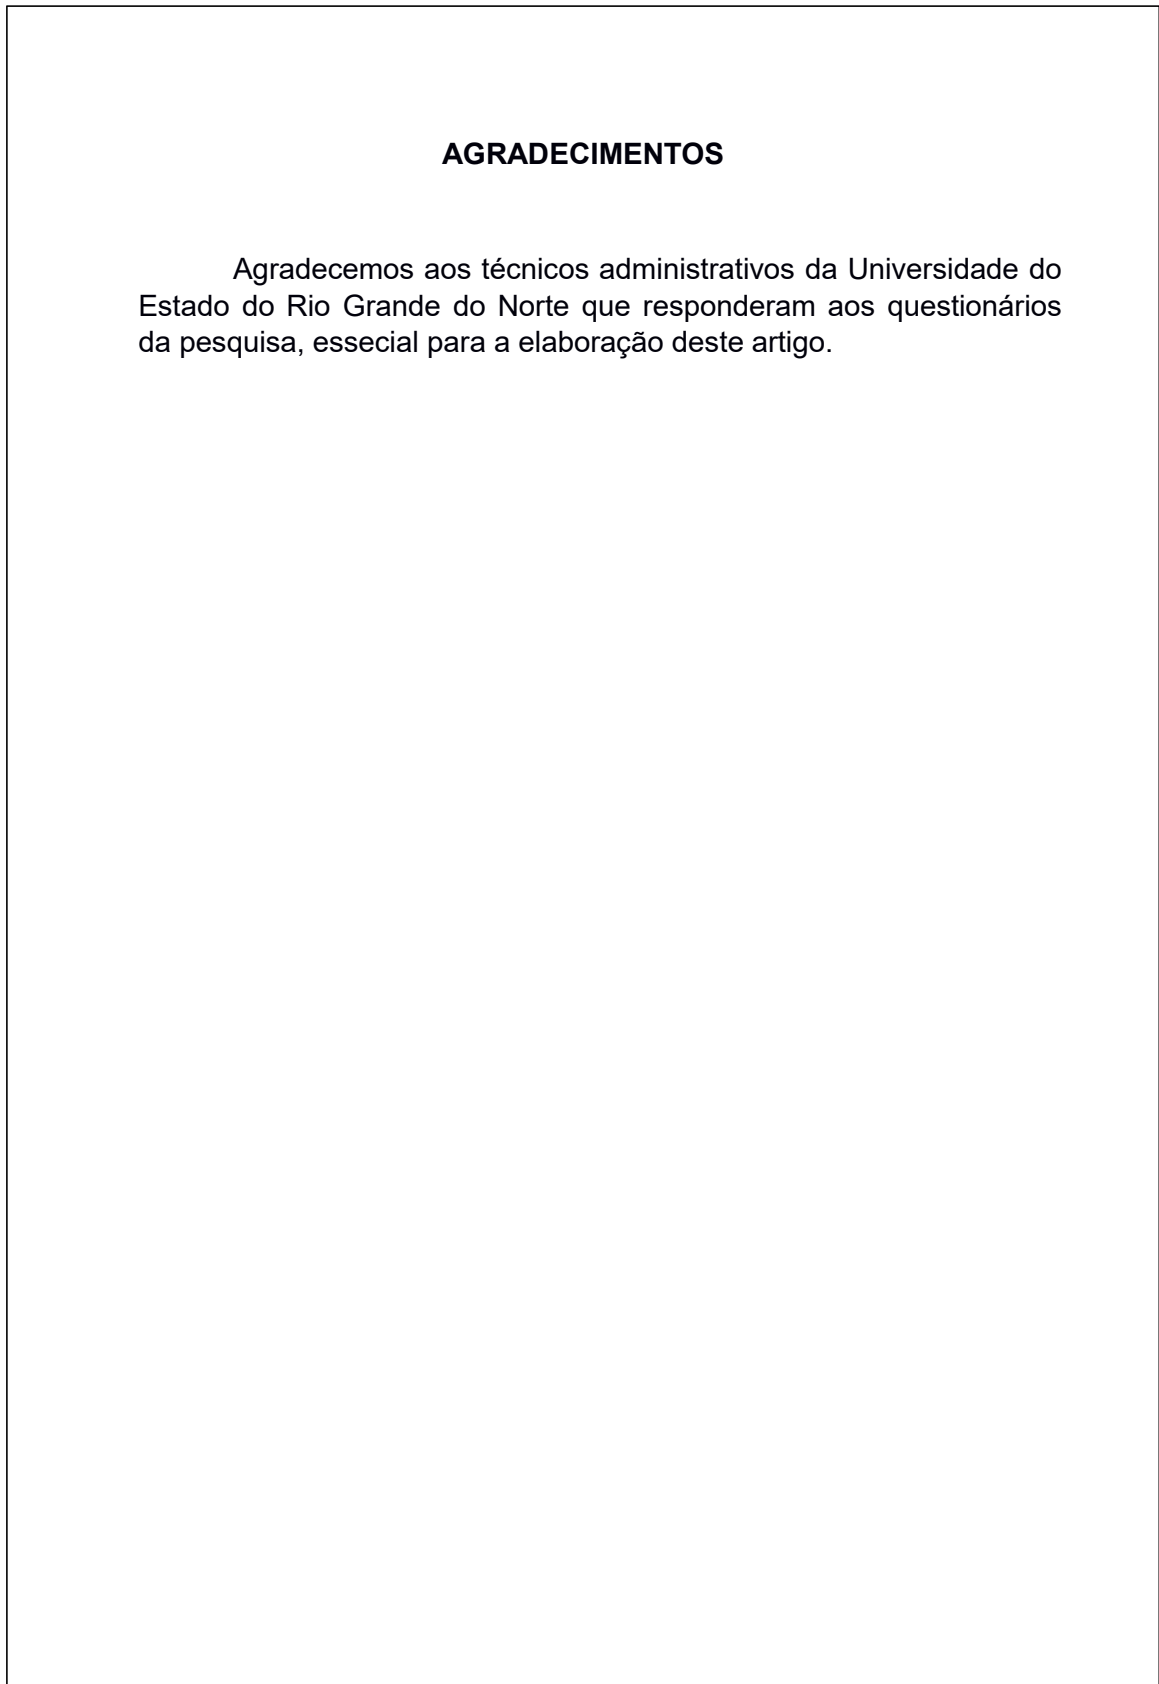 AGRADECIMENTOS
Agradecemos aos técnicos administrativos da Universidade do
Estado do Rio Grande do Norte que responderam aos questionários
da pesquisa, essecial para a elaboração deste artigo.